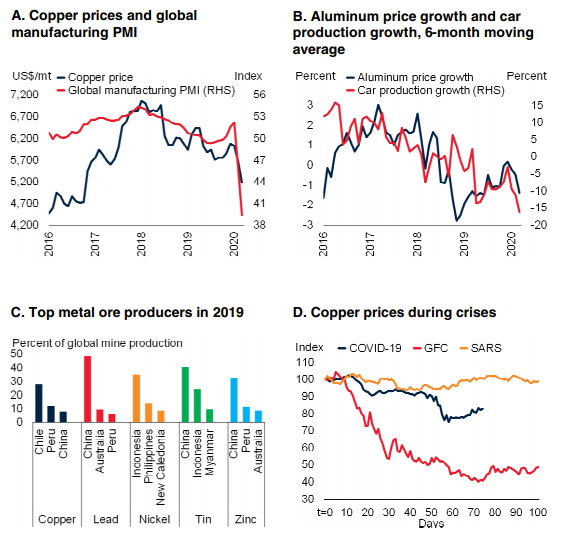 A. Copper prices and global
manufacturing PMI
US$/mt
Copper price
Index
Global manufacturing PMI (RHS)
7,200
6,700
6,200
5,700
5,200
4,700
4,200
56
53
50
47
44
41
38
2016
2017
2018
2019
2020
B. Aluminum price growth and car
production growth, 6-month moving
average
Percent
Aluminum price growth
Percent
Car production growth (RHS)
3
2
1
0
-1
-2
-3
15
10
5
0
-5
-10
-15
-20
2016
2017
2018
2019
2020
C. Top metal ore producers in 2019
Percent of global mine production
50
40
30
20
10
0
Chile
Peru
China
China
Australia
Peru
Indonesia
Philippines
New Caledonia
China
Indonesia
Myanmar
China
Peru
Australia
Copper
Lead
Nickel
Tin
Zinc
D. Copper prices during crises
Index
COVID-19
GFC
SARS
110
100
90
80
70
60
50
40
30
t=0 10 20 30 40 50 60 70 80 90 100
Days